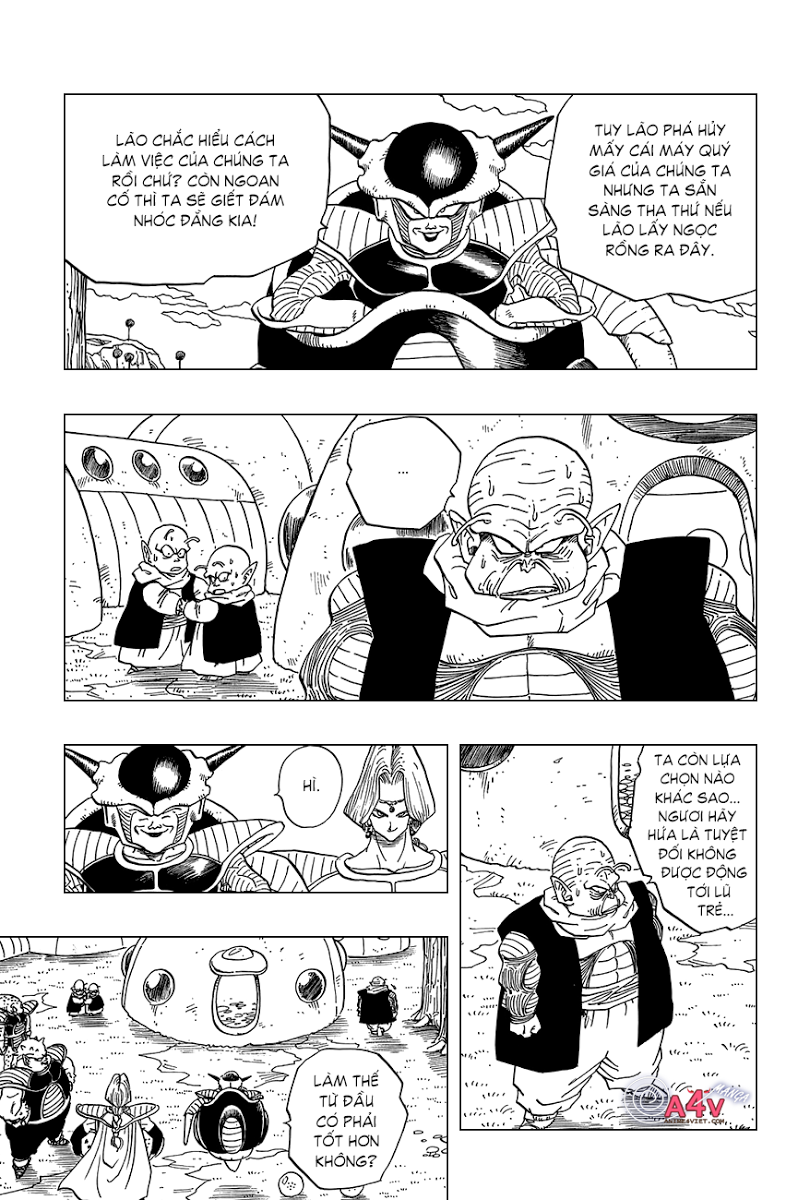 TUY LÃO PHÁ HỦY
MẤY CÁI MÁY QUÝ
GIÁ CỦA CHÚNG TA
NHƯNG TA SẴN
SÀNG THA THỨ NẾU
LÃO LẤY NGỌC
RỒNG RA ĐÂY.
LÃO CHẮC HIỂU CÁCH
LÀM VIỆC CỦA CHÚNG TA
RỒI CHỨ? CÒN NGOAN
CỐ THÌ TA SẼ GIẾT ĐÁM
NHÓC ĐẰNG KIA!
...
TA CÒN LỰA
CHỌN NÀO
KHÁC SAO...
NGƯƠI HÃY
HỨA LÀ TUYỆT
ĐỐI KHÔNG
ĐƯỢC ĐỘNG
TỚI LŨ
TRẺ...
HÌ.
LÀM THẾ
TỪ ĐẦU
CÓ PHẢI
TỐT HƠN
KHÔNG?
MANGA
A4V
ANIME4VIET.COM